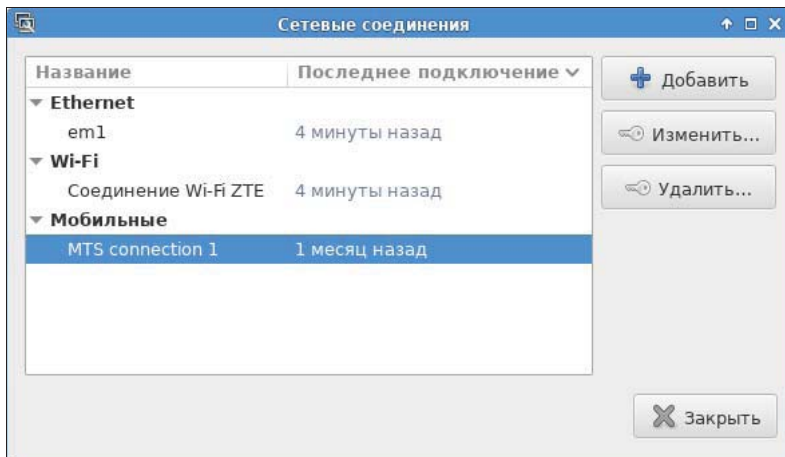 Сетевые соединения
Название Последнее подключение
Ethernet
em1 4 минуты назад
Wi-Fi
Соединение Wi-Fi ZTE 4 минуты назад
Мобильные
MTS connection 1 1 месяц назад
Добавить
Изменить...
Удалить...
Закрыть